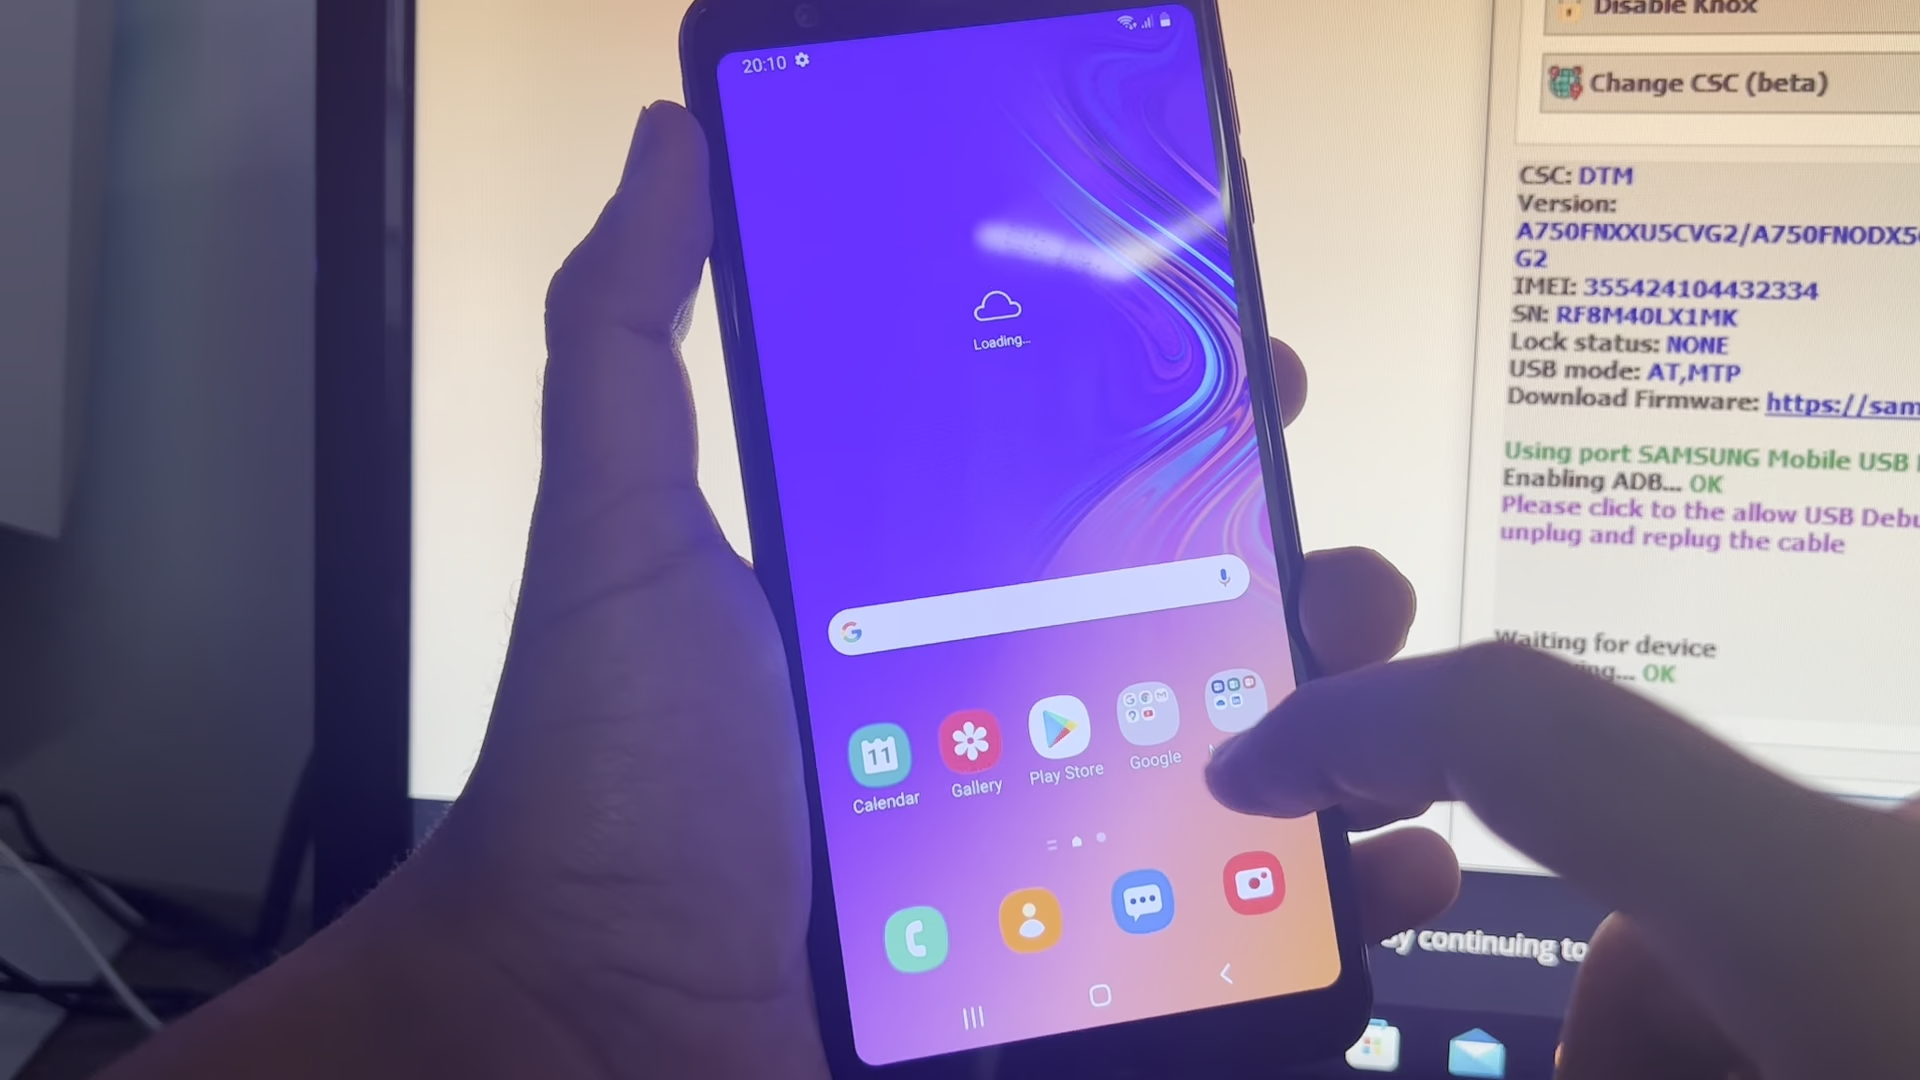 20:10
Loading...
11
Calendar
Gallery
Play Store
Google
Disable Knox
Change CSC (beta)
CSC: DTM
Version:
A750FNXXU5CVG2/A750FNODX5
G2
IMEI: 355424104432334
SN: RF8M40LX1MK
Lock status: NONE
USB mode: AT,MTP
Download Firmware: https://sam
Using port SAMSUNG Mobile USB
Enabling ADB... OK
Please click to the allow USB Debu
unplug and replug the cable
Waiting for device
OK
By continuing to